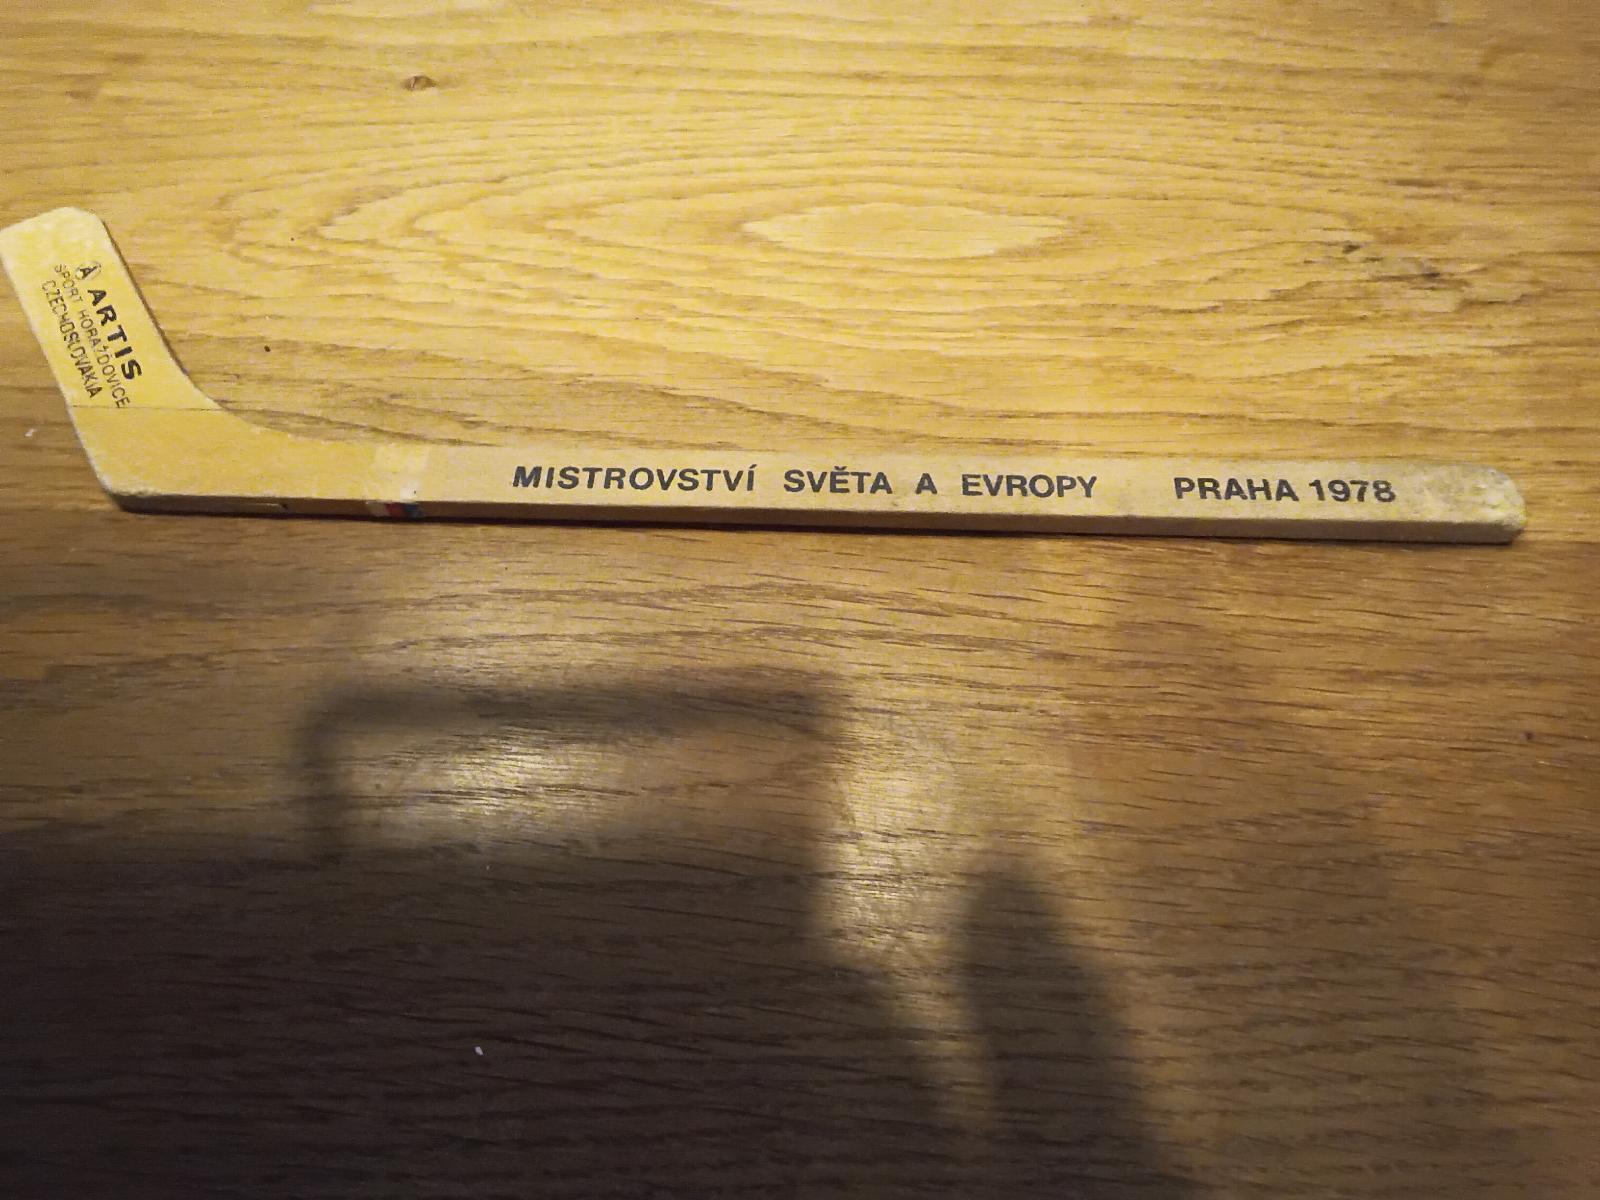 ARTIS
SPORT HORAŽĎOVICE
CZECHOSLOVAKIA
MISTROVSTVÍ SVĚTA A EVROPY PRAHA 1978